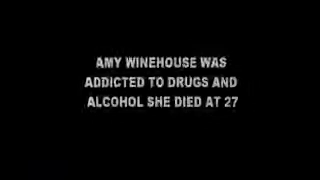 AMY WINEHOUSE WAS
ADDICTED TO DRUGS AND
ALCOHOL SHE DIED AT 27